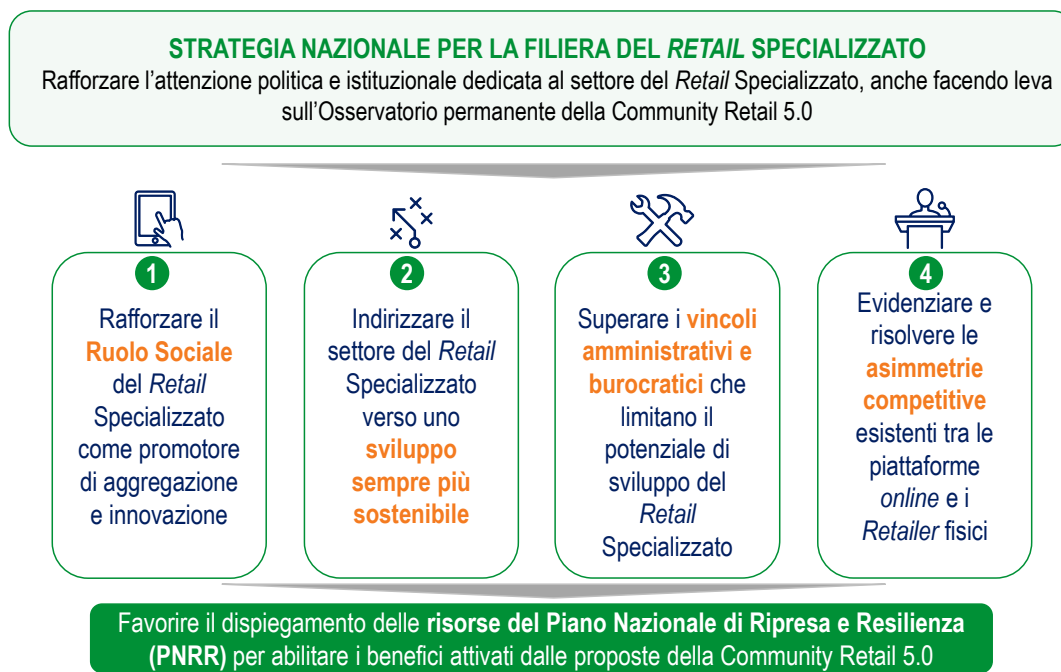 STRATEGIA NAZIONALE PER LA FILIERA DEL RETAIL SPECIALIZZATO
Rafforzare l'attenzione politica e istituzionale dedicata al settore del Retail Specializzato, anche facendo leva
sull'Osservatorio permanente della Community Retail 5.0
1
Rafforzare il
Ruolo Sociale
del Retail
Specializzato
come promotore
di aggregazione
e innovazione
2
Indirizzare il
settore del Retail
Specializzato
verso uno
sviluppo
sempre più
sostenibile
3
Superare i vincoli
amministrativi e
burocratici che
limitano il
potenziale di
sviluppo del
Retail
Specializzato
4
Evidenziare e
risolvere le
asimmetrie
competitive
esistenti tra le
piattaforme
online e i
Retailer fisici
Favorire il dispiegamento delle risorse del Piano Nazionale di Ripresa e Resilienza
(PNRR) per abilitare i benefici attivati dalle proposte della Community Retail 5.0